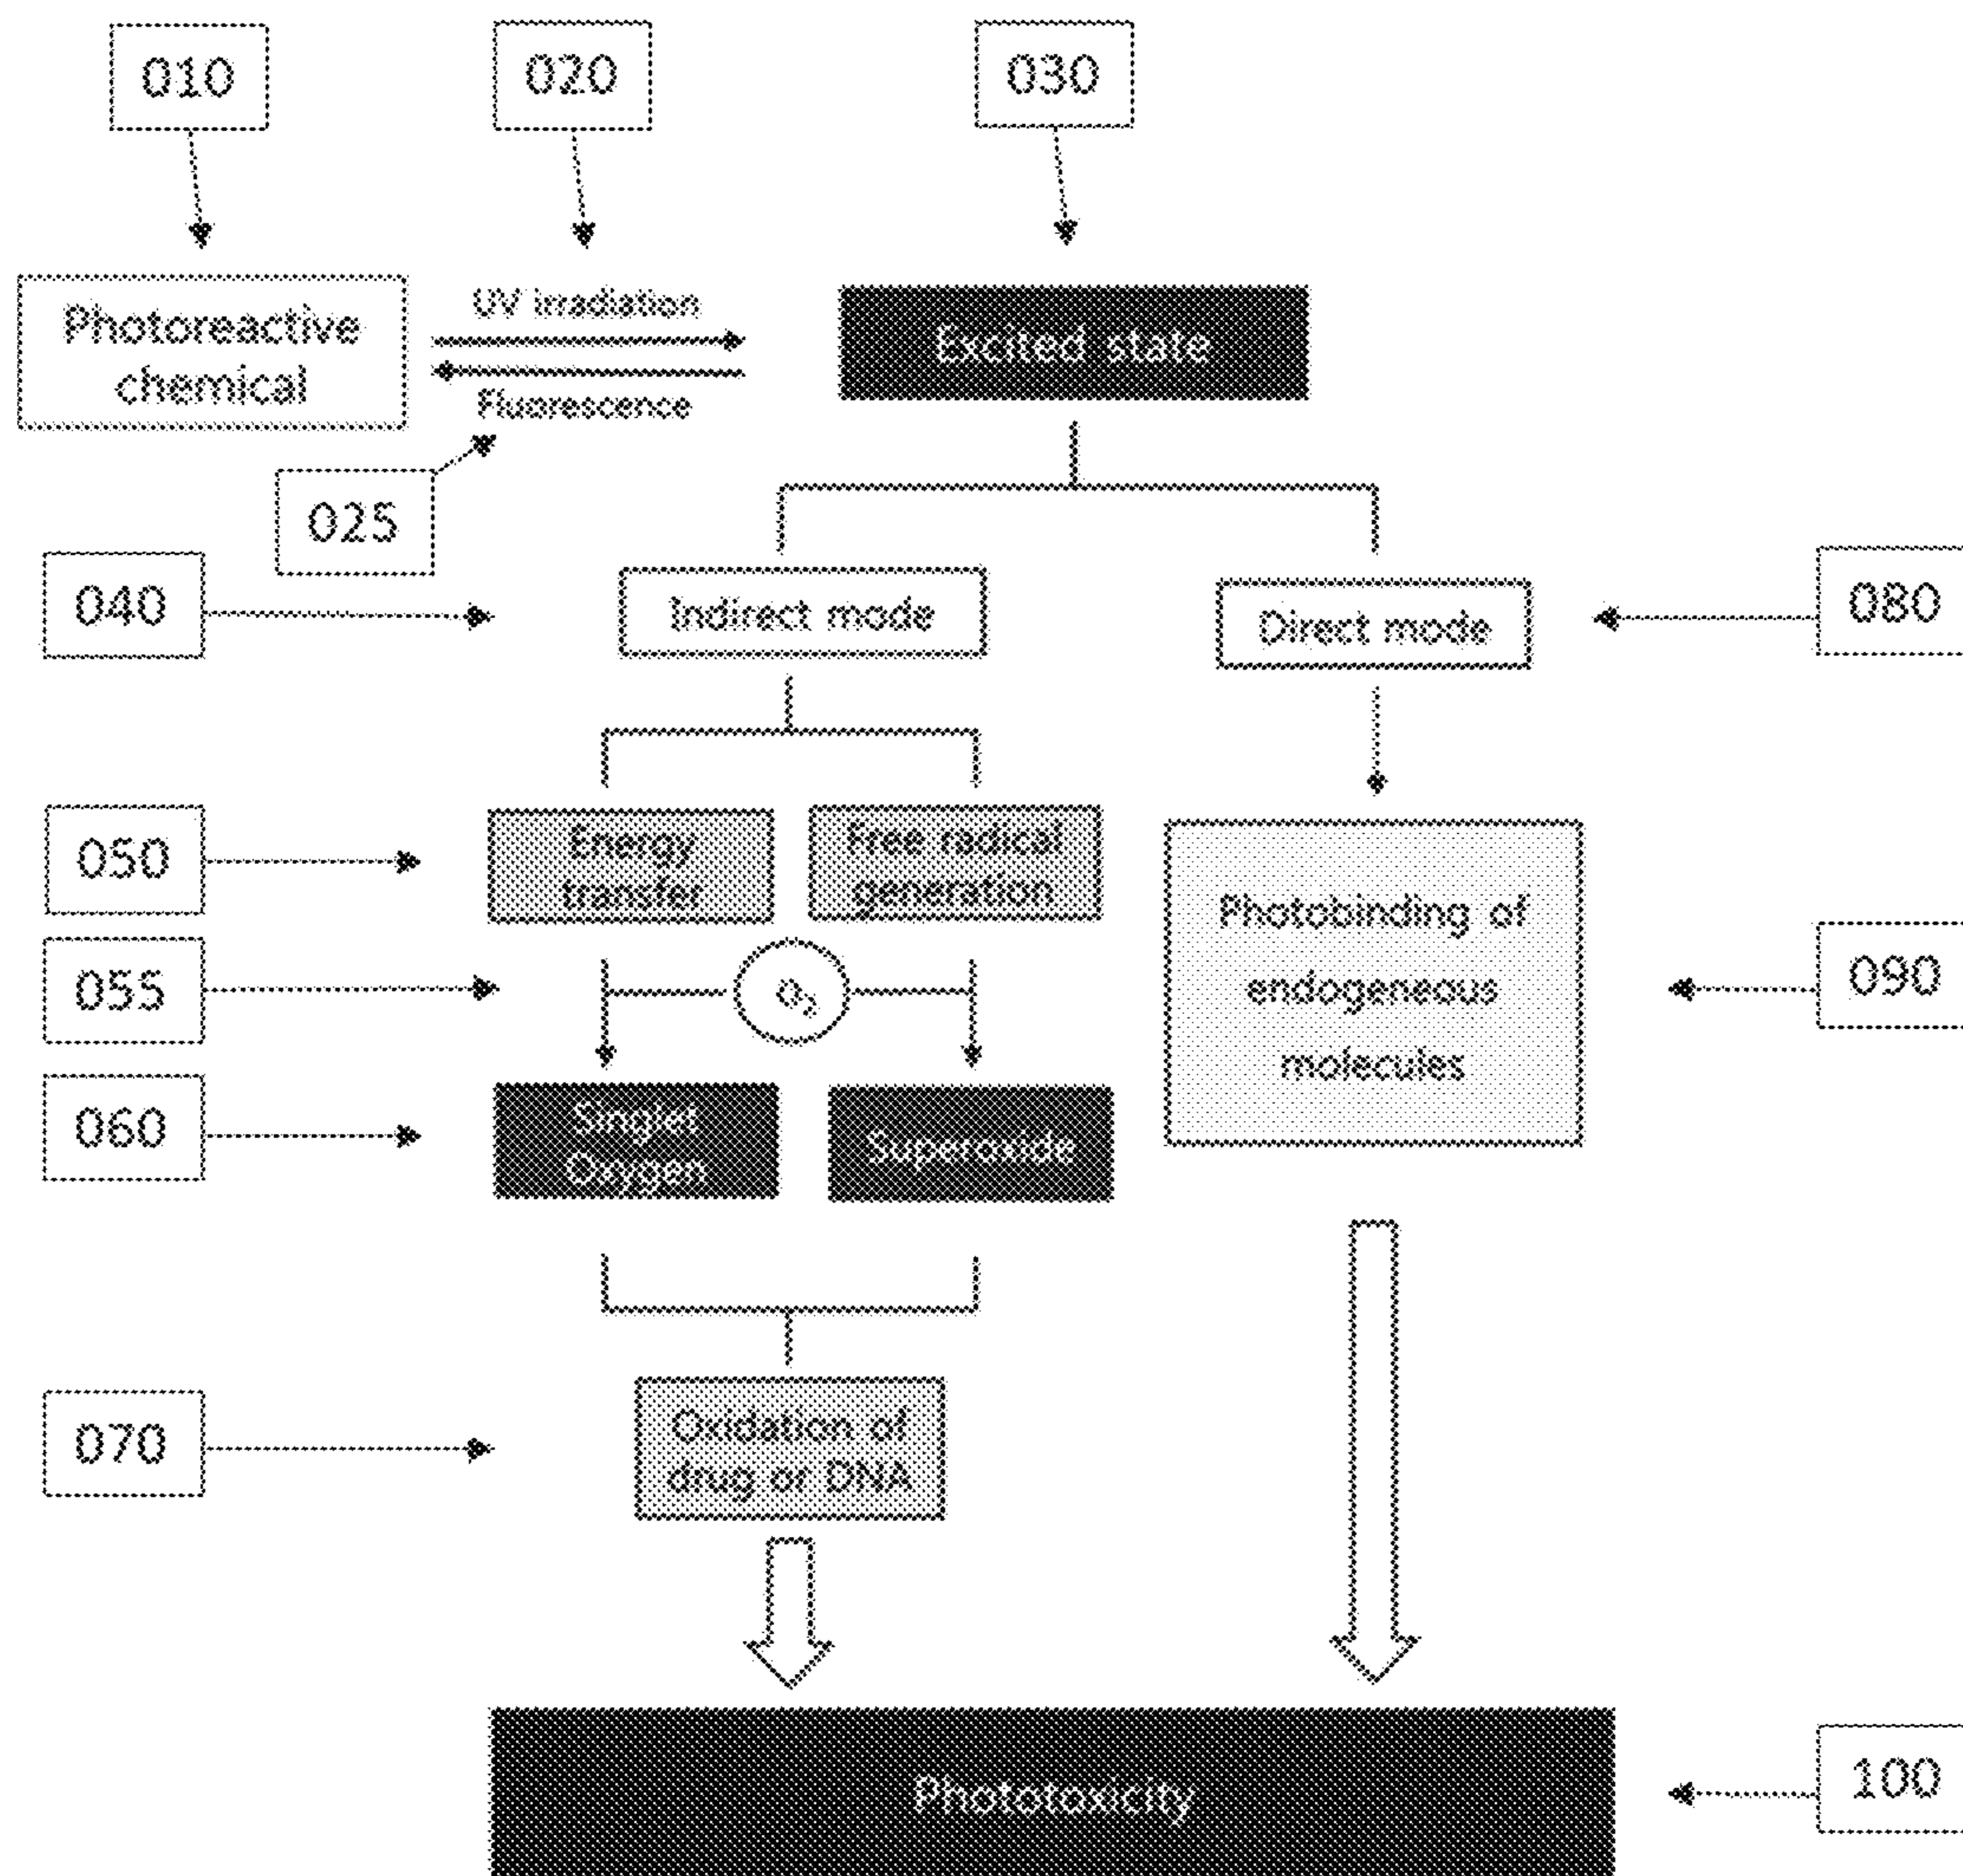 010
020
030
Photoreactive
chemical
UV irradiation
Fluorescence
Excited state
025
040
Indirect mode
Direct mode
080
050
Energy
transfer
Free radical
generation
055
O₂
Photobinding of
endogeneous
molecules
090
060
Singlet
Oxygen
Superoxide
070
Oxidation of
drug or DNA
Phototoxicity
100